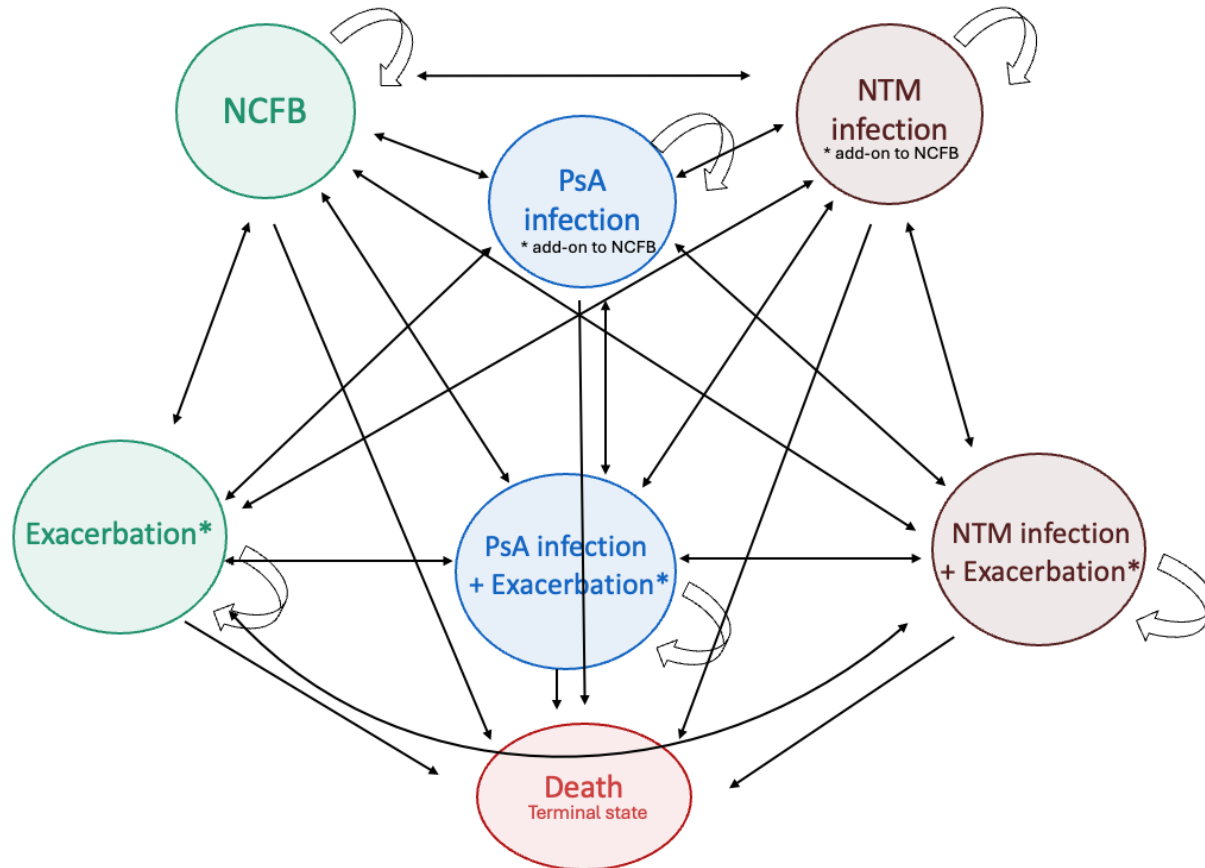 NCFB
NTM
infection
* add-on to NCFB
PsA
infection
* add-on to NCFB
Exacerbation*
PsA infection
+ Exacerbation*
NTM infection
+ Exacerbation*
Death
Terminal state